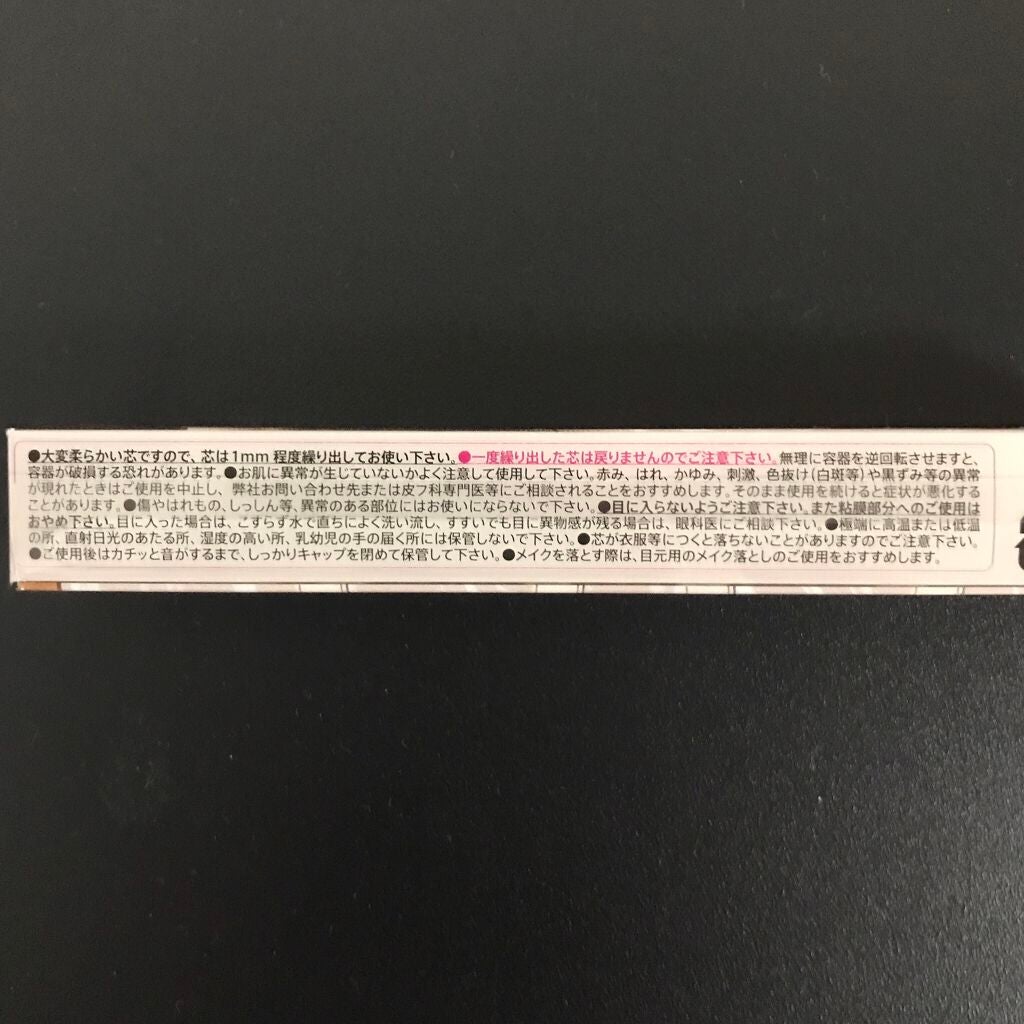 ●大変柔らかい芯ですので、芯は1mm程度繰り出してお使い下さい。●一度繰り出した芯は戻りませんのでご注意下さい。無理に容器を逆回転させますと、
容器が破損する恐れがあります。●お肌に異常が生じていないかよく注意して使用して下さい。赤み、はれ、かゆみ、刺激、色抜け(白斑等)や黒ずみ等の異常
が現れたときはご使用を中止し、弊社お問い合わせ先または皮フ科専門医等にご相談されることをおすすめします。そのまま使用を続けると症状が悪化する
ことがあります。●傷やはれもの、しっしん等、異常のある部位にはお使いにならないで下さい。●目に入らないようご注意下さい。また粘膜部分へのご使用は
おやめ下さい。目に入った場合は、こすらず水で直ちによく洗い流し、すすいでも目に異物感が残る場合は、眼科医にご相談下さい。●極端に高温または低温
の所、直射日光のあたる所、湿度の高い所、乳幼児の手の届く所には保管しないで下さい。●芯が衣服等につくと落ちないことがありますのでご注意下さい。
●ご使用後はカチッと音がするまで、しっかりキャップを閉めて保管して下さい。●メイクを落とす際は、目元用のメイク落としのご使用をおすすめします。